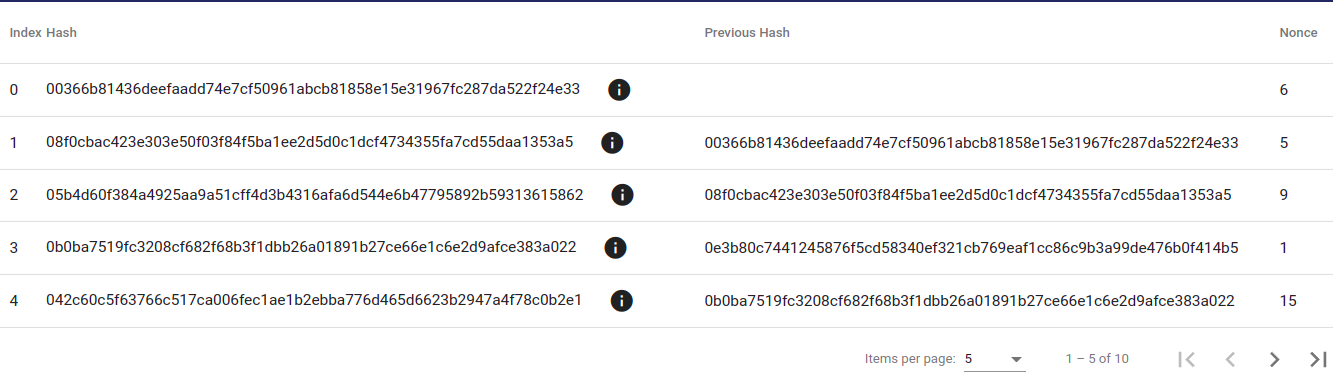 Index Hash Previous Hash Nonce
0 00366b81436deefaadd74e7cf50961abcb81858e15e31967fc287da522f24e33 6
1 08f0cbac423e303e50f03f84f5ba1ee2d5d0c1dcf4734355fa7cd55daa1353a5 00366b81436deefaadd74e7cf50961abcb81858e15e31967fc287da522f24e33 5
2 05b4d60f384a4925aa9a51cff4d3b4316afa6d544e6b47795892b59313615862 08f0cbac423e303e50f03f84f5ba1ee2d5d0c1dcf4734355fa7cd55daa1353a5 9
3 0b0ba7519fc3208cf682f68b3f1dbb26a01891b27ce66e1c6e2d9afce383a022 0e3b80c7441245876f5cd58340ef321cb769eaf1cc86c9b3a99de476b0f414b5 1
4 042c60c5f63766c517ca006fec1ae1b2ebba776d465d6623b2947a4f78c0b2e1 0b0ba7519fc3208cf682f68b3f1dbb26a01891b27ce66e1c6e2d9afce383a022 15
Items per page: 5 1 – 5 of 10